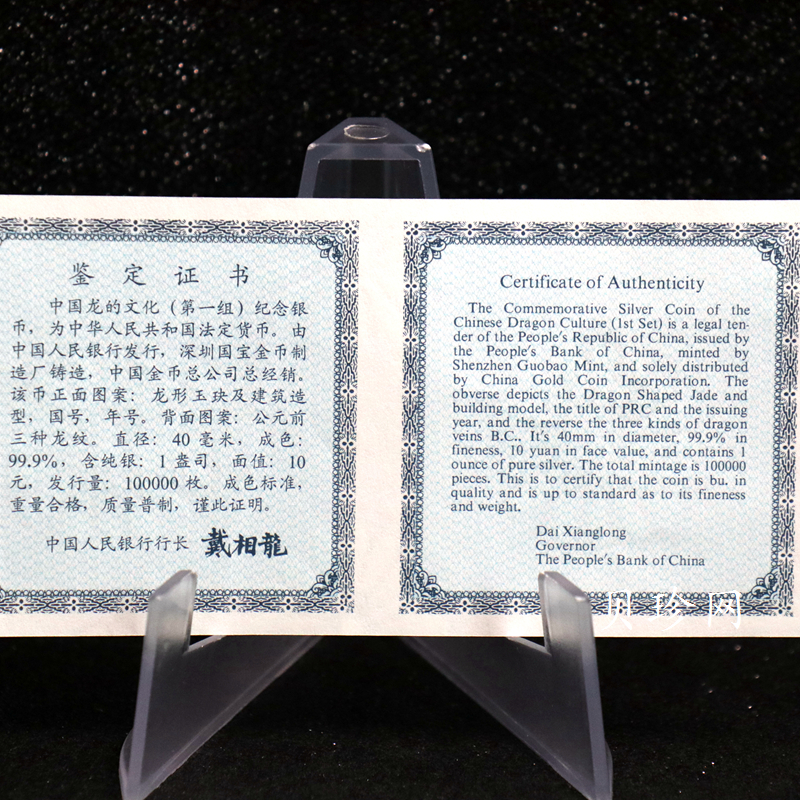 鉴定证书
中国龙的文化（第一组）纪念银
币，为中华人民共和国法定货币。由
中国人民银行发行，深圳国宝金币制
造厂铸造，中国金币总公司总经销。
该币正面图案：龙形玉玦及建筑造
型，国号，年号。背面图案：公元前
三种龙纹。直径：40毫米，成色：
99.9%，含纯银：1盎司，面值：10
元，发行量：100000枚。成色标准，
重量合格，质量普制，谨此证明。
中国人民银行行长 戴相龍
Certificate of Authenticity
The Commemorative Silver Coin of the
Chinese Dragon Culture (1st Set) is a legal ten-
der of the People's Republic of China, issued by
the People's Bank of China, minted by
Shenzhen Guobao Mint, and solely distributed
by China Gold Coin Incorporation. The
obverse depicts the Dragon Shaped Jade and
building model, the title of PRC and the issuing
year, and the reverse the three kinds of dragon
veins B.C.. It's 40mm in diameter, 99.9% in
fineness, 10 yuan in face value, and contains 1
ounce of pure silver. The total mintage is 100000
pieces. This is to certify that the coin is bu. in
quality and is up to standard as to its fineness
and weight.
Dai Xianglong
Governor
The People's Bank of China
贝珍网